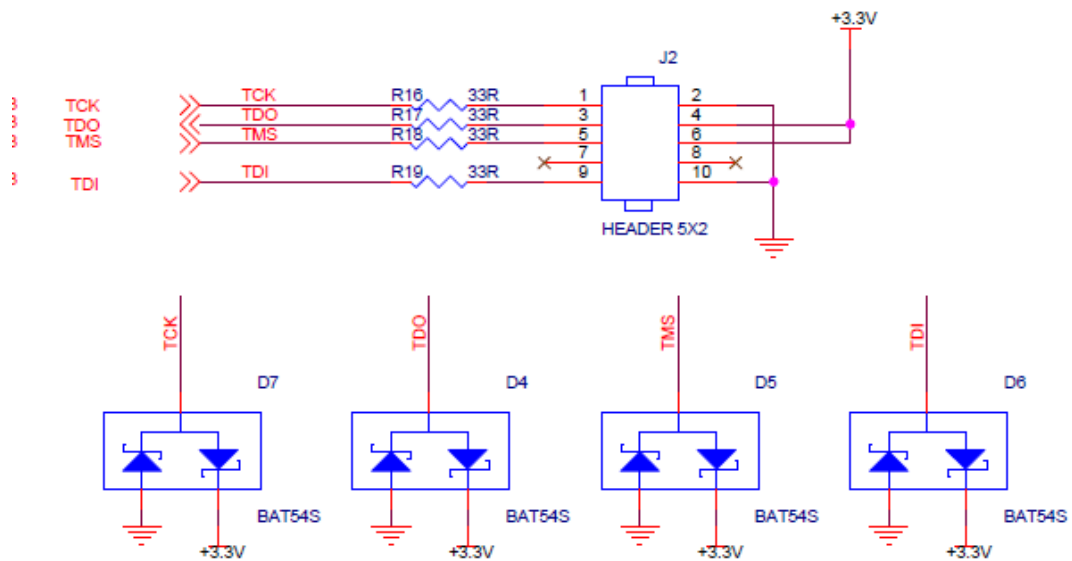 +3.3V
J2
TCK TCK R16 33R 1 2
TDO TDO R17 33R 3 4
TMS TMS R18 33R 5 6
7 8
TDI TDI R19 33R 9 10
HEADER 5X2
TCK TDO TMS TDI
D7 D4 D5 D6
BAT54S BAT54S BAT54S BAT54S
+3.3V +3.3V +3.3V +3.3V